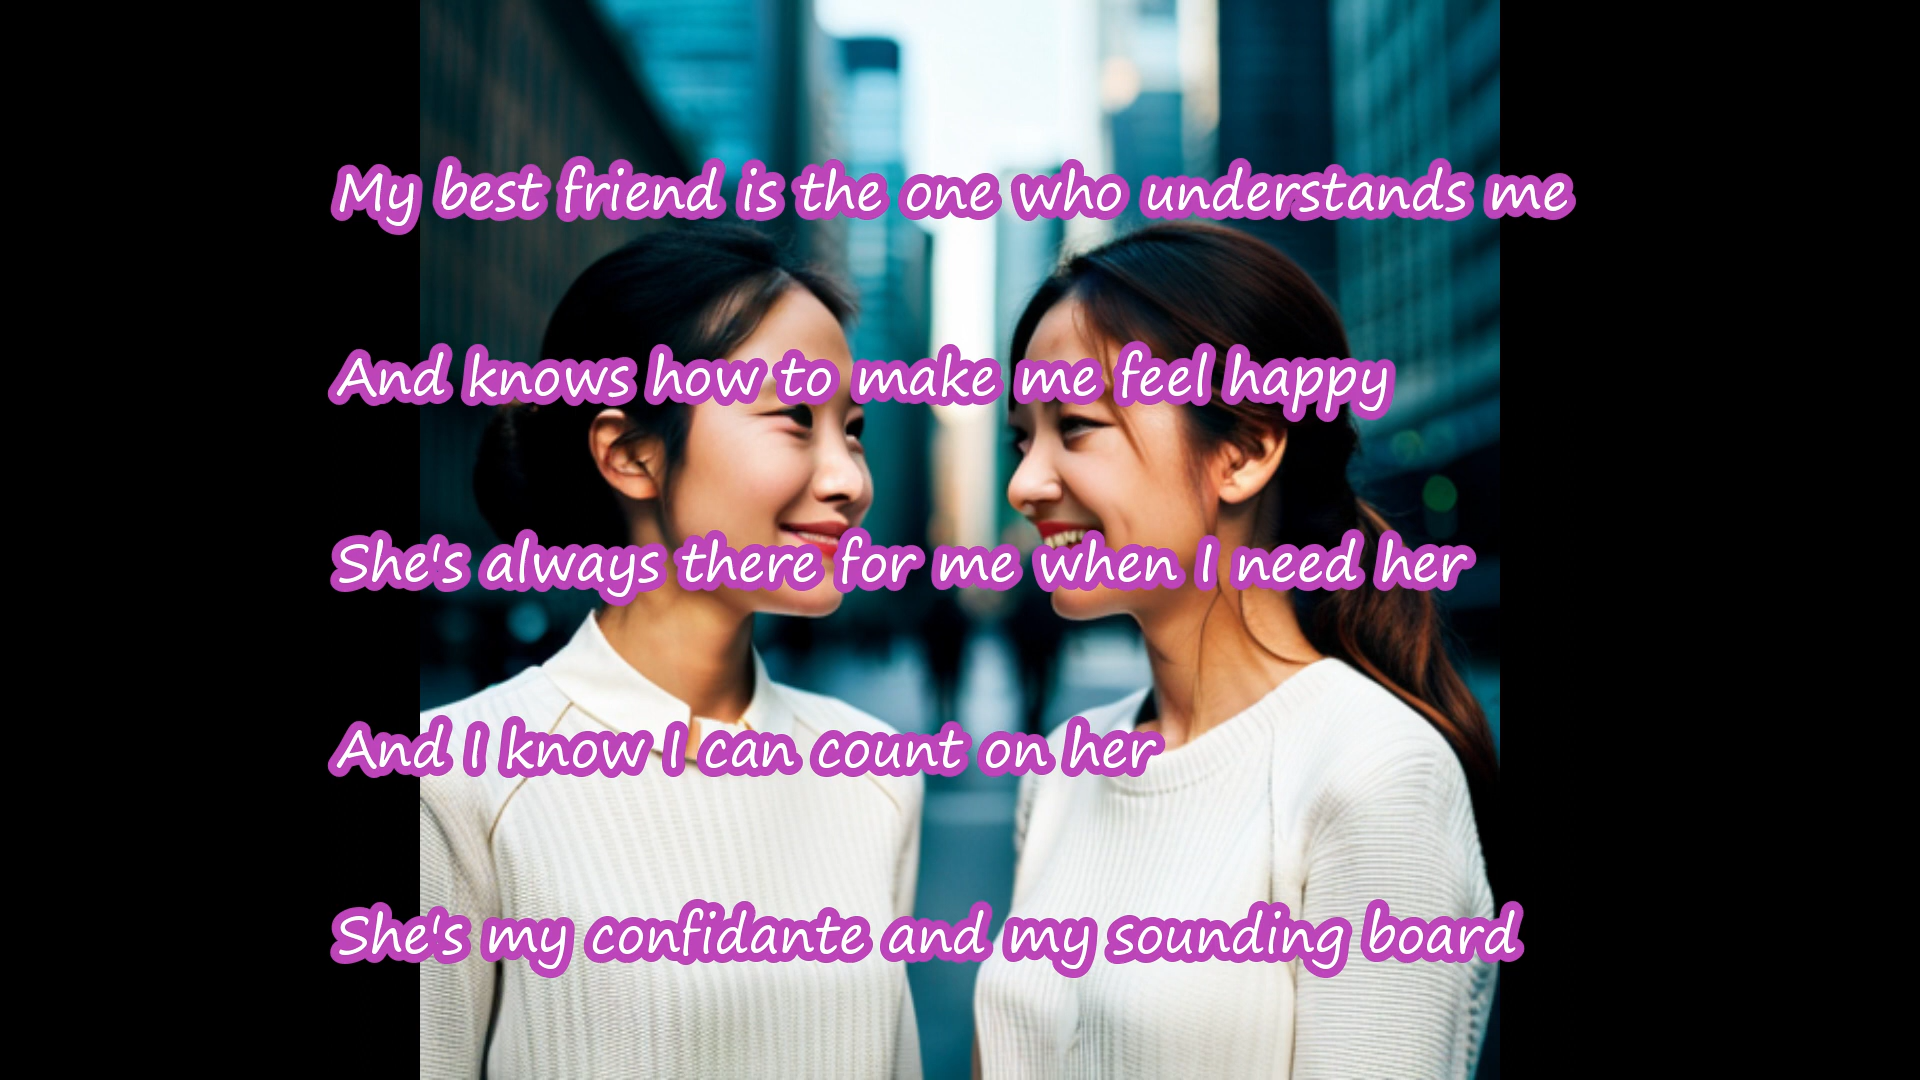 My best friend is the one who understands me
And knows how to make me feel happy
She's always there for me when I need her
And I know I can count on her
She's my confidante and my sounding board